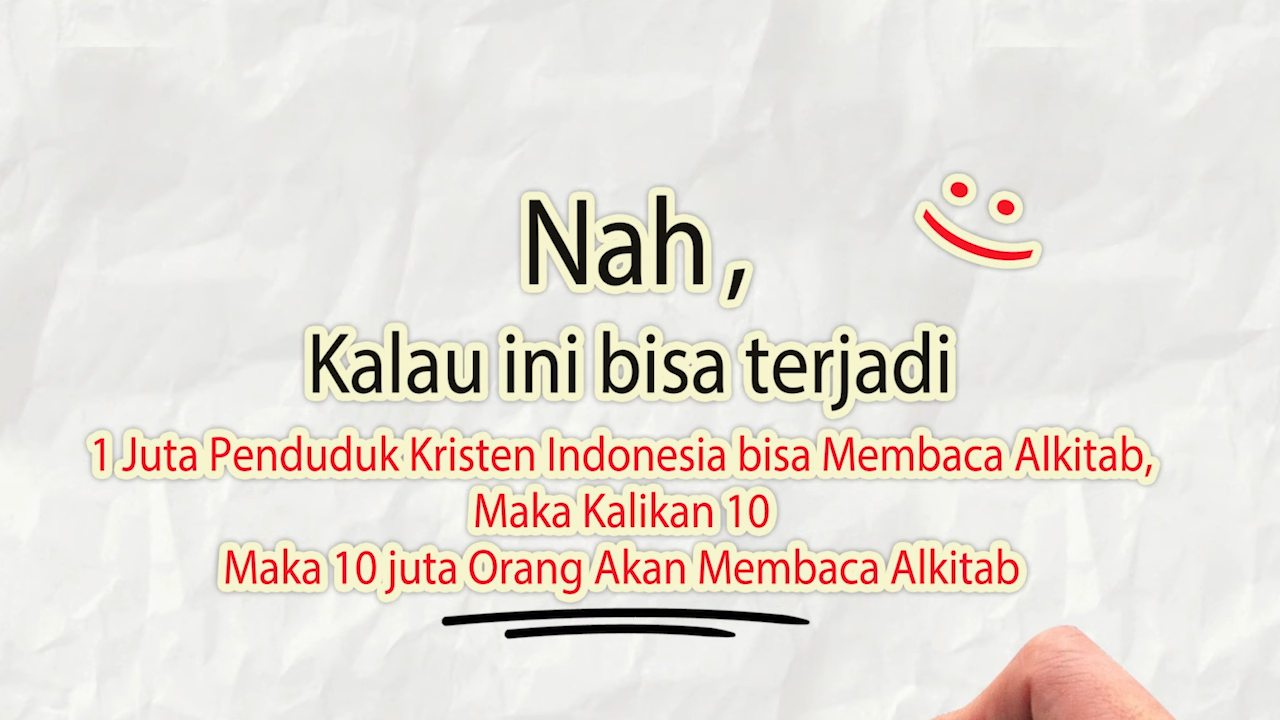 Nah ,
Kalau ini bisa terjadi
1 Juta Penduduk Kristen Indonesia bisa Membaca Alkitab,
Maka Kalikan 10
Maka 10 juta Orang Akan Membaca Alkitab